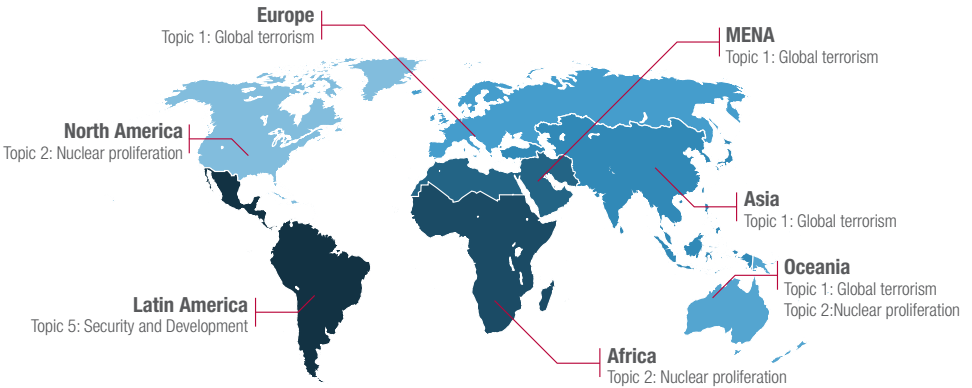 Europe
Topic 1: Global terrorism
MENA
Topic 1: Global terrorism
North America
Topic 2: Nuclear proliferation
Asia
Topic 1: Global terrorism
Oceania
Topic 1: Global terrorism
Topic 2:Nuclear proliferation
Latin America
Topic 5: Security and Development
Africa
Topic 2: Nuclear proliferation